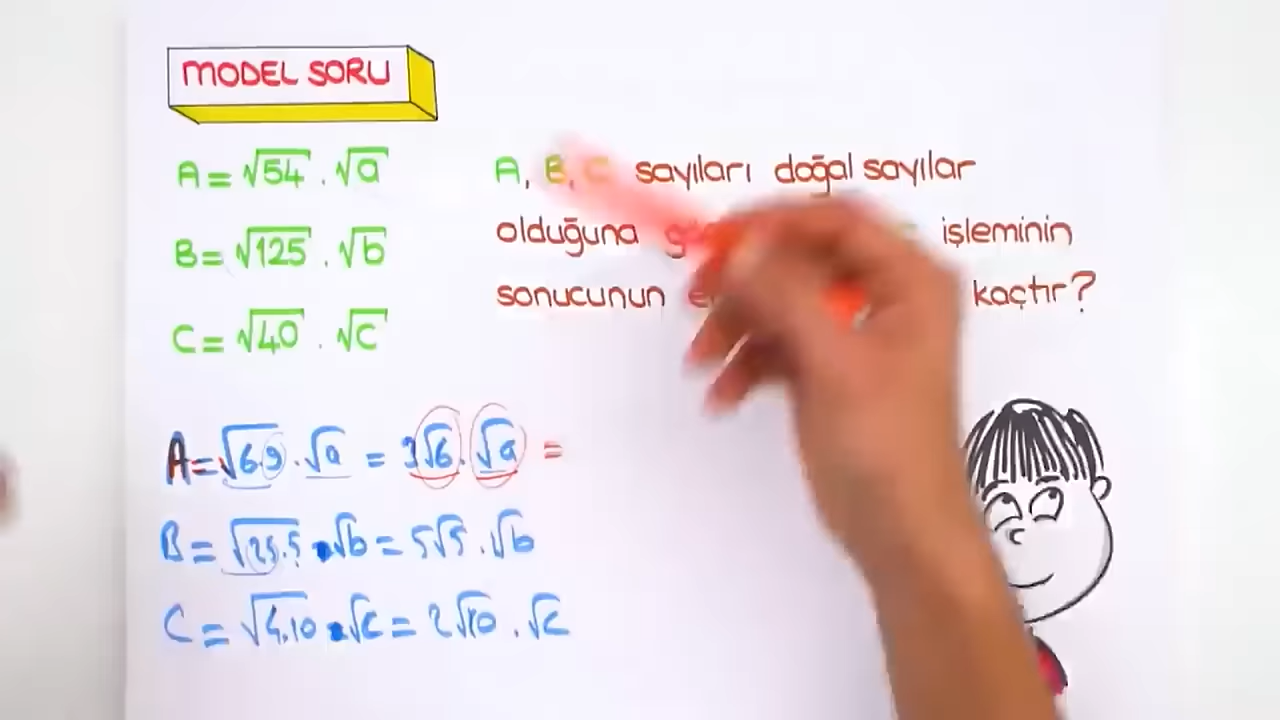 MODEL SORU
A = √54 . √a
B = √125 . √b
C = √40 . √c
A, B, C sayıları doğal sayılar
olduğuna işleminin
sonucunun kaçtır?
A = √6.9 . √a = 3√6 . √a =
B = √25.5 . √b = 5√5 . √b
C = √4.10 . √c = 2√10 . √c